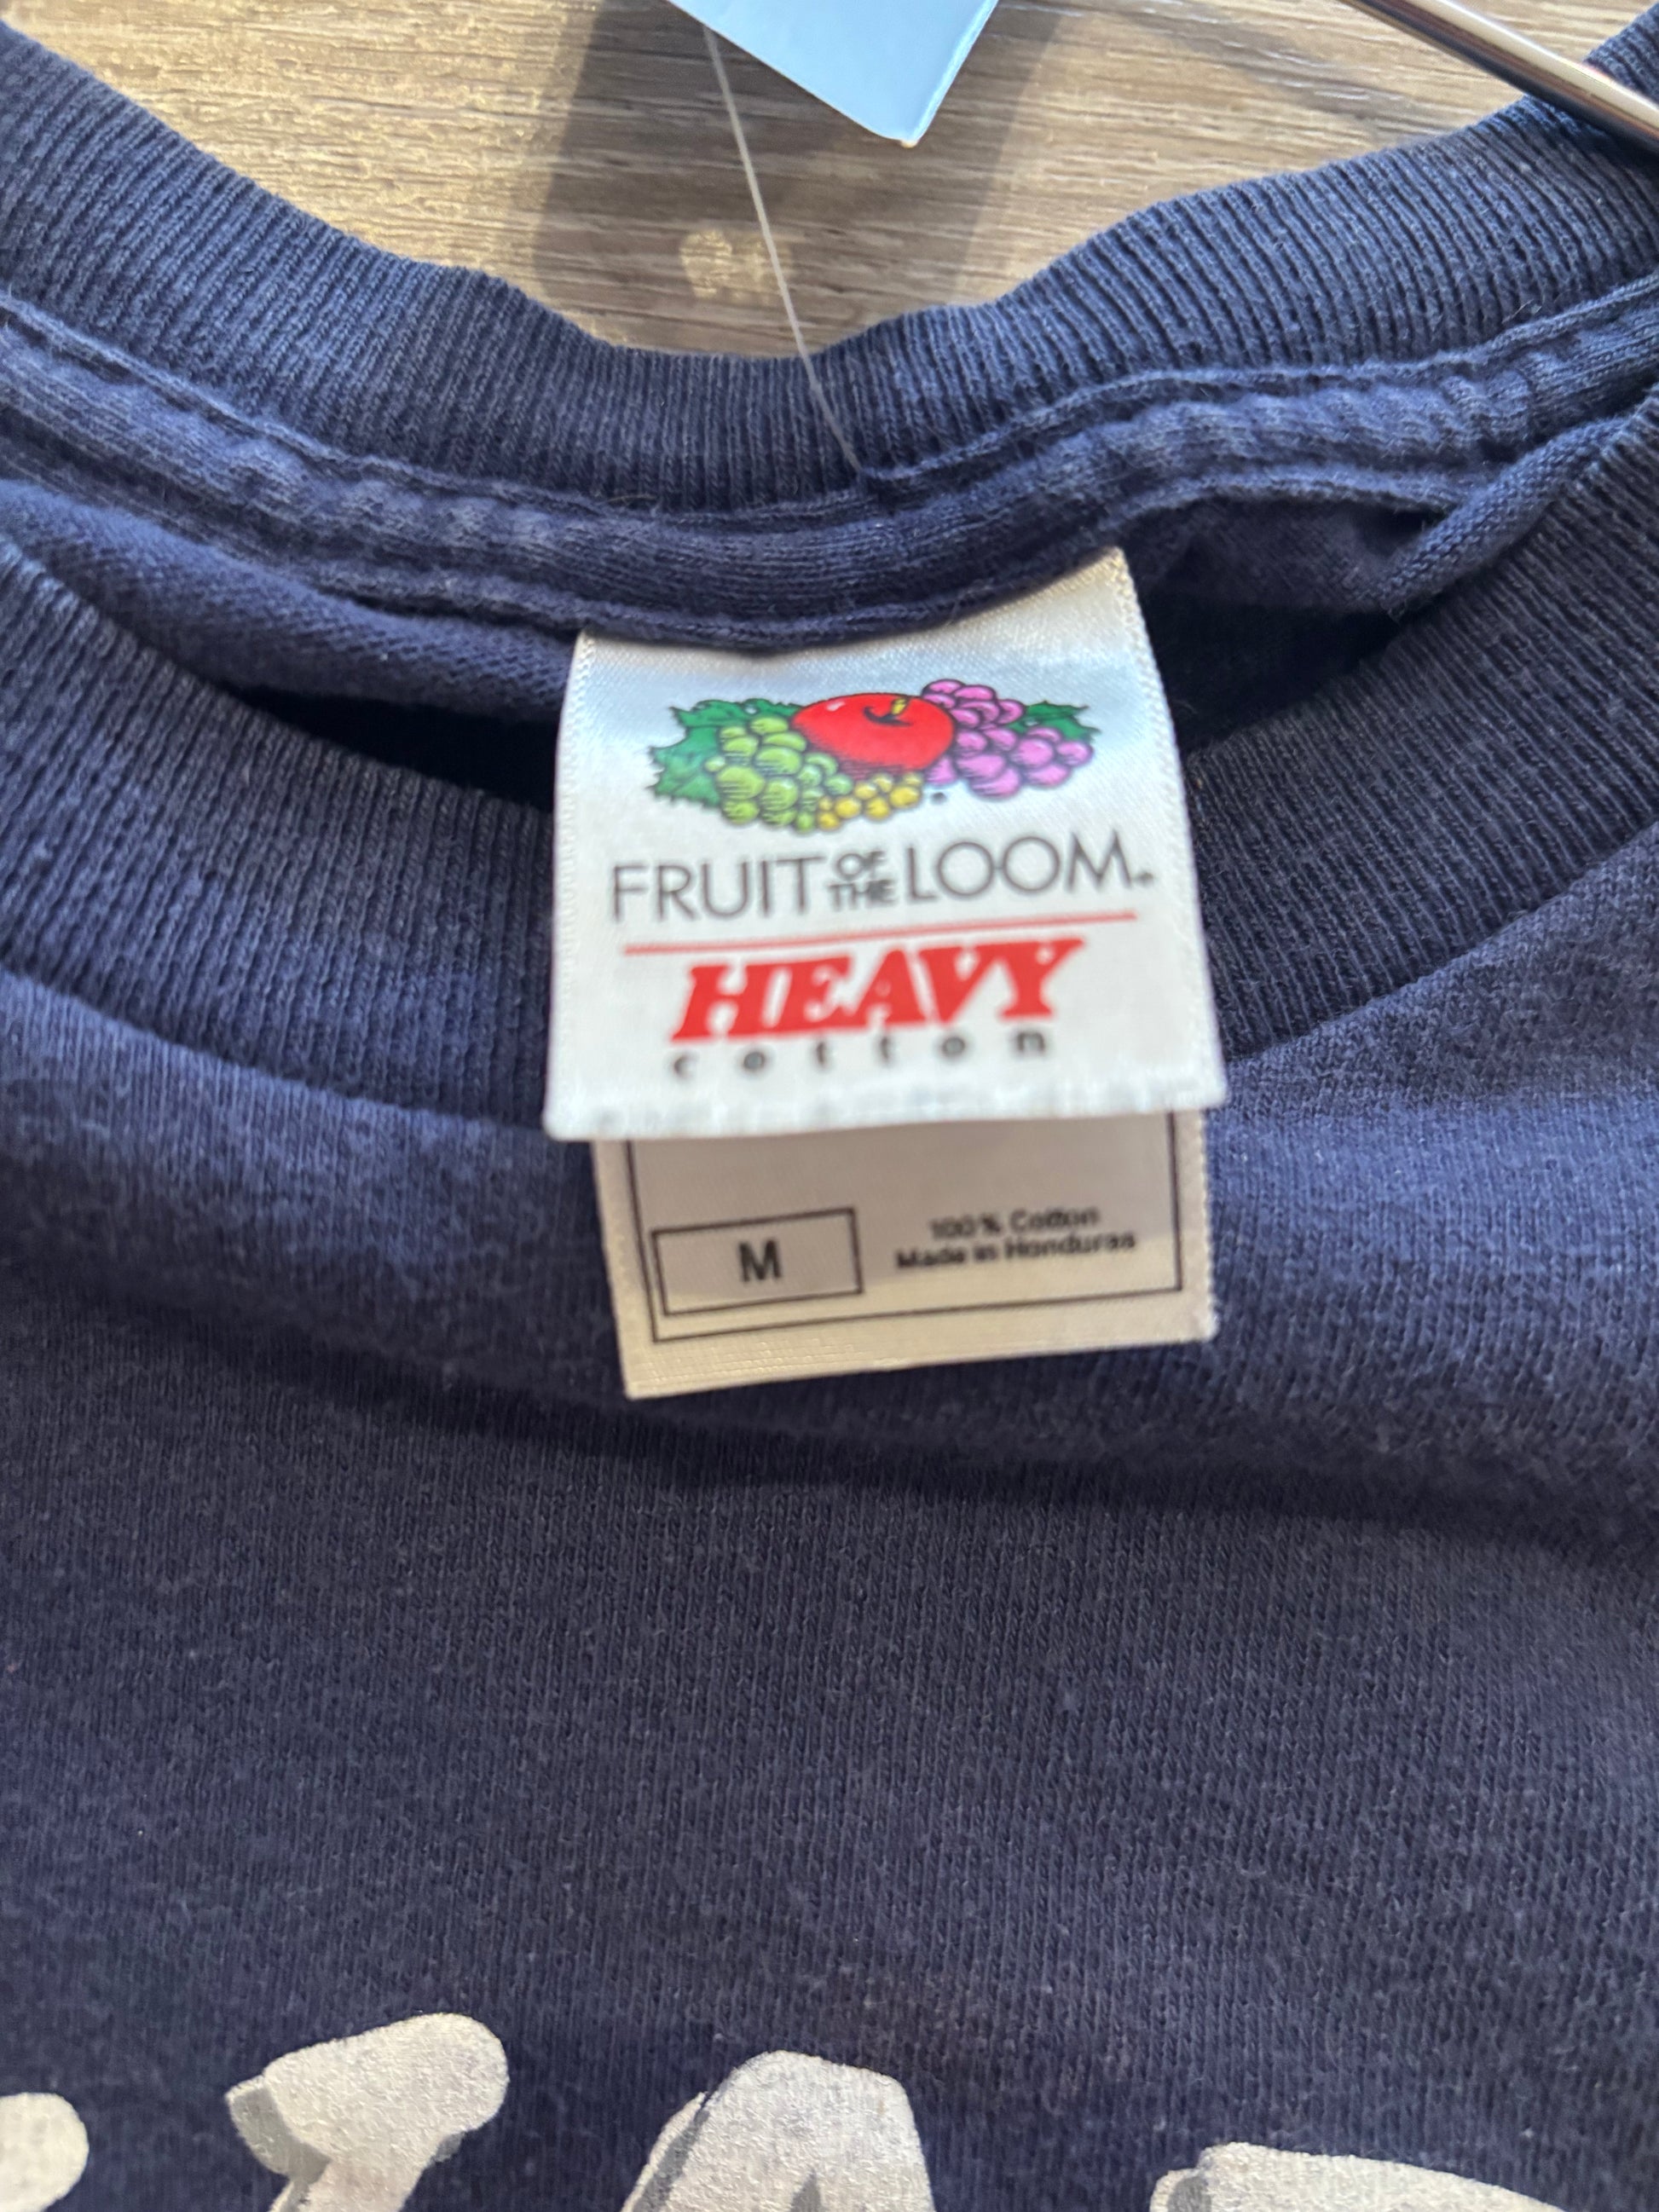 FRUIT OF THE LOOM®
HEAVY
cotton
M
100% Cotton
Made in Honduras